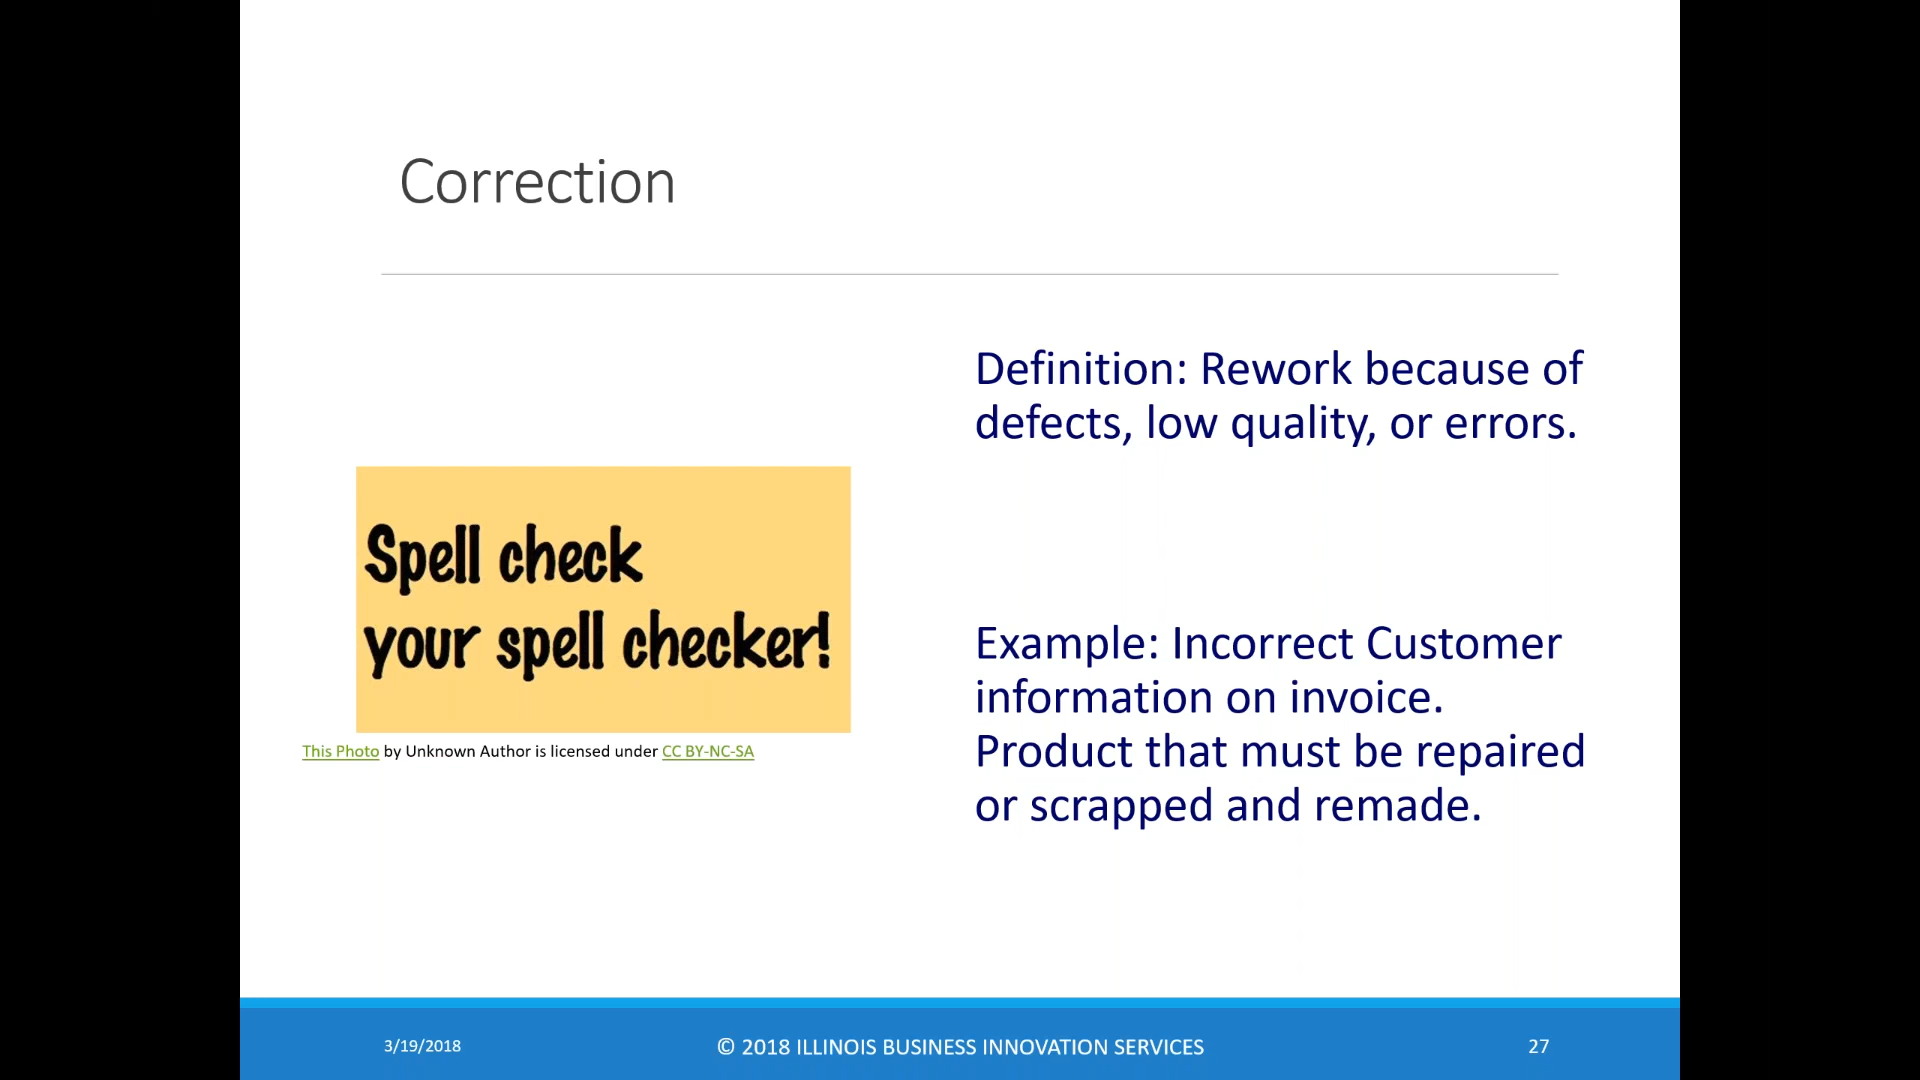 Correction
Spell check
your spell checker!
This Photo by Unknown Author is licensed under CC BY-NC-SA
Definition: Rework because of
defects, low quality, or errors.
Example: Incorrect Customer
information on invoice.
Product that must be repaired
or scrapped and remade.
3/19/2018
© 2018 ILLINOIS BUSINESS INNOVATION SERVICES
27